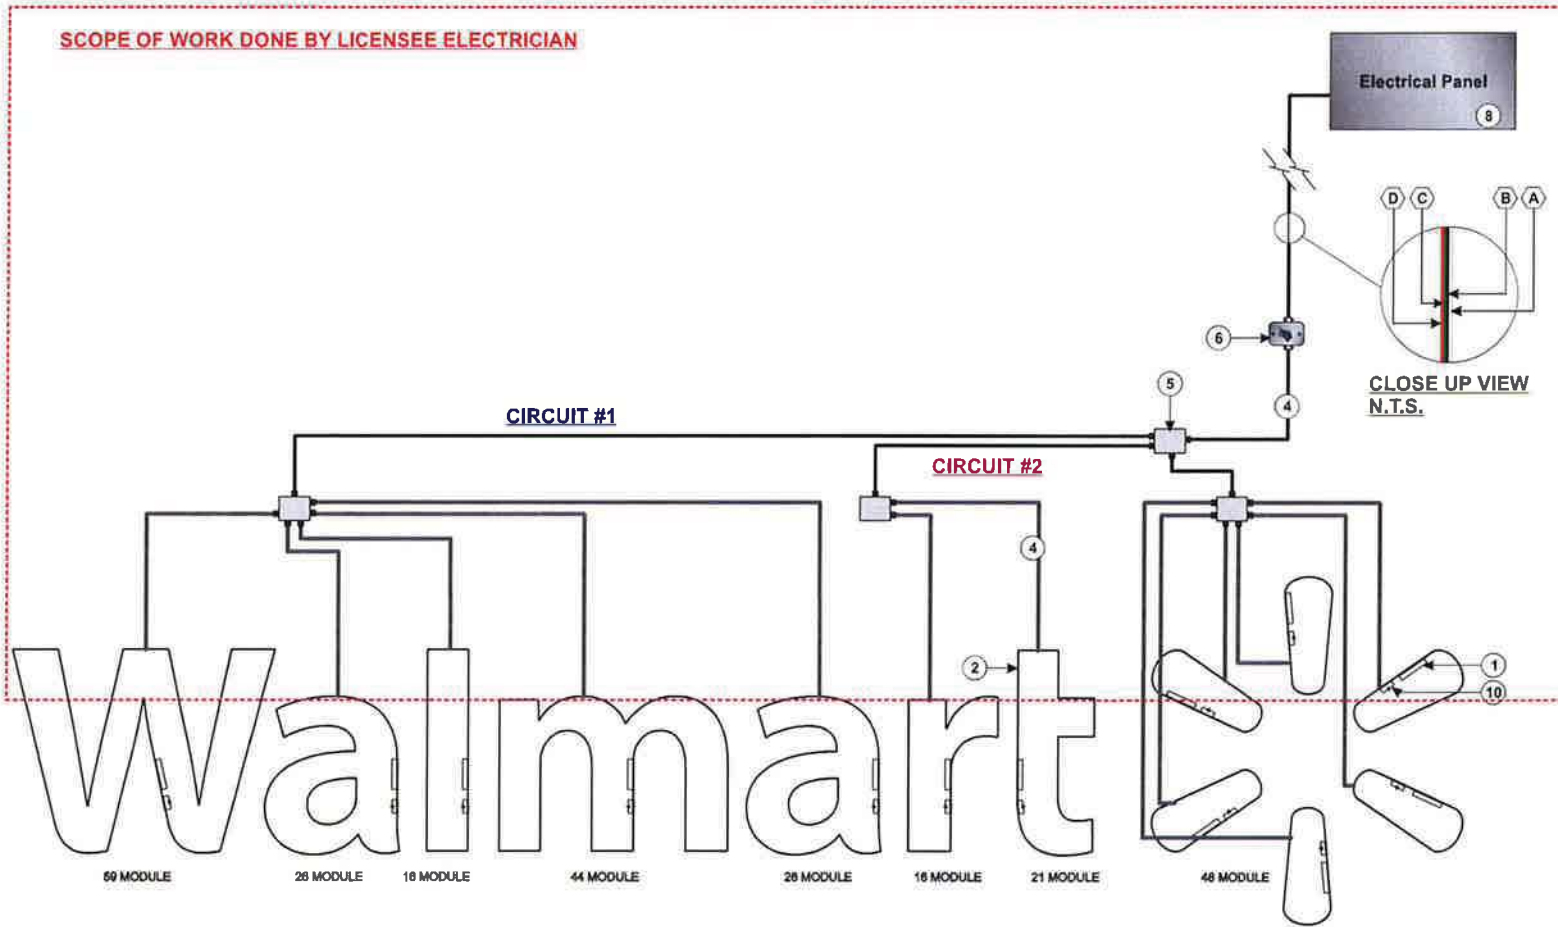 SCOPE OF WORK DONE BY LICENSEE ELECTRICIAN
Electrical Panel
8
D C B A
6
CLOSE UP VIEW
N.T.S.
5
4
CIRCUIT #1
CIRCUIT #2
4
2
1
10
Walmart
59 MODULE
26 MODULE
16 MODULE
44 MODULE
26 MODULE
16 MODULE
21 MODULE
48 MODULE